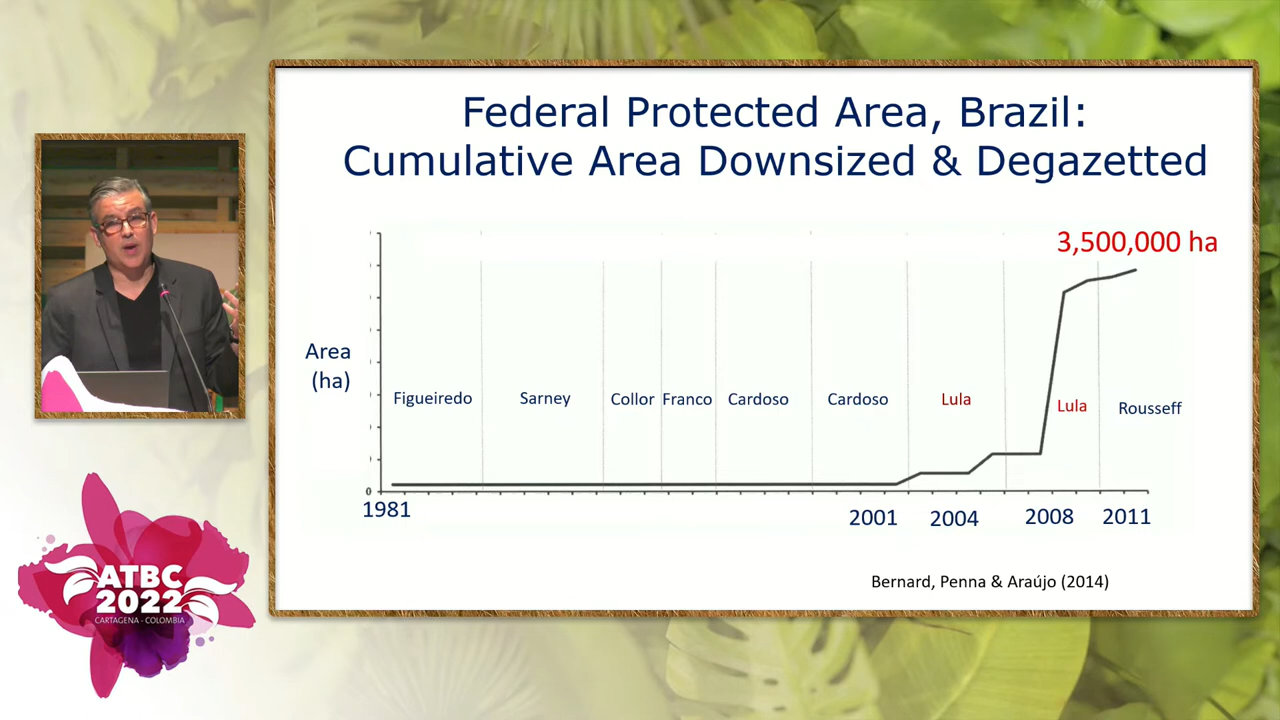 Federal Protected Area, Brazil:
Cumulative Area Downsized & Degazetted
3,500,000 ha
Area
(ha)
Figueiredo
Sarney
Collor
Franco
Cardoso
Cardoso
Lula
Lula
Rousseff
0
1981
2001
2004
2008
2011
Bernard, Penna & Araújo (2014)
ATBC
2022
CARTAGENA - COLOMBIA